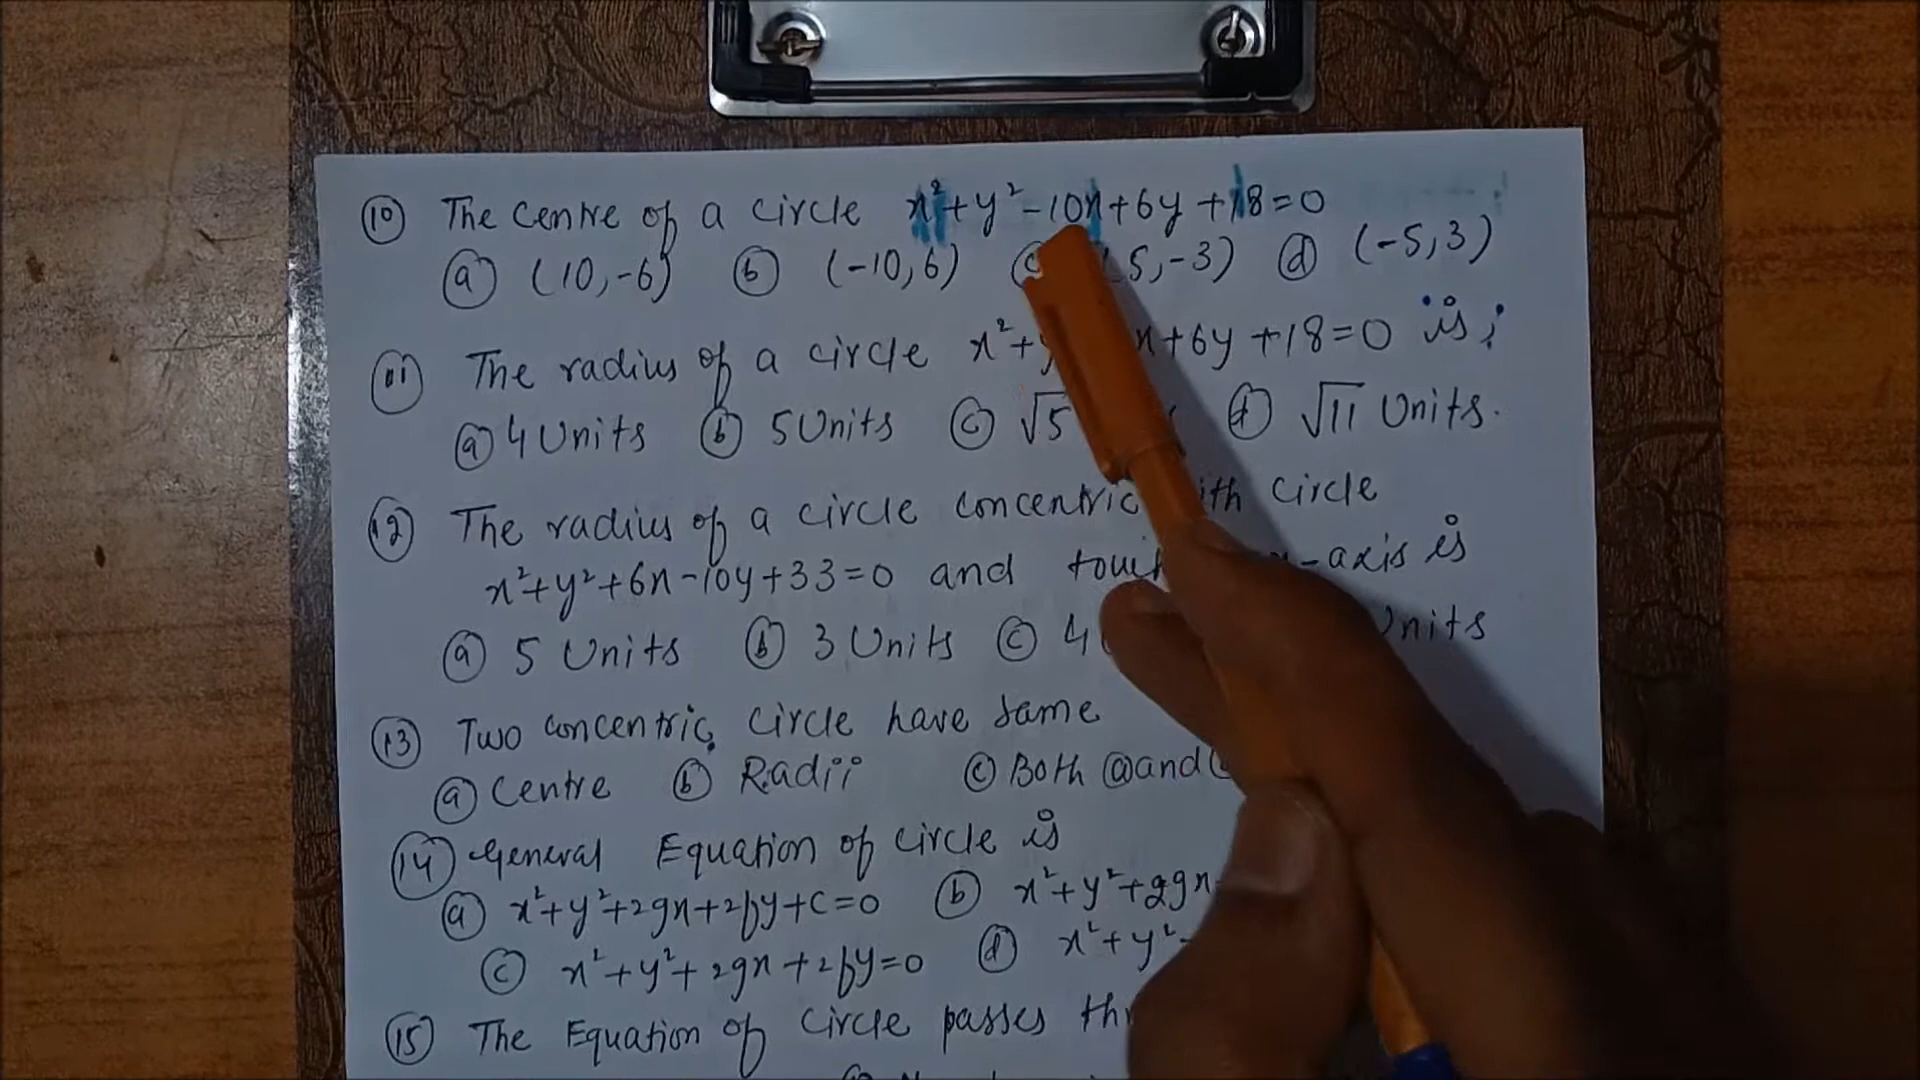 10 The Centre of a circle x²+y²-10x+6y+18=0
a (10,-6) b (-10,6) c (5,-3) d (-5,3)
11 The radius of a circle x²+ x+6y+18=0 is;
a 4 Units b 5 Units c √5 d √11 Units.
12 The radius of a circle concentric with circle
x²+y²+6x-10y+33=0 and x-axis is
a 5 Units b 3 Units c 4 Units
13 Two concentric circle have same
a Centre b Radii c Both a and
14 General Equation of circle is
a x²+y²+2gx+2fy+c=0 b x²+y²+2gx
c x²+y²+2gx+2fy=0 d x²+y²-
15 The Equation of circle passes